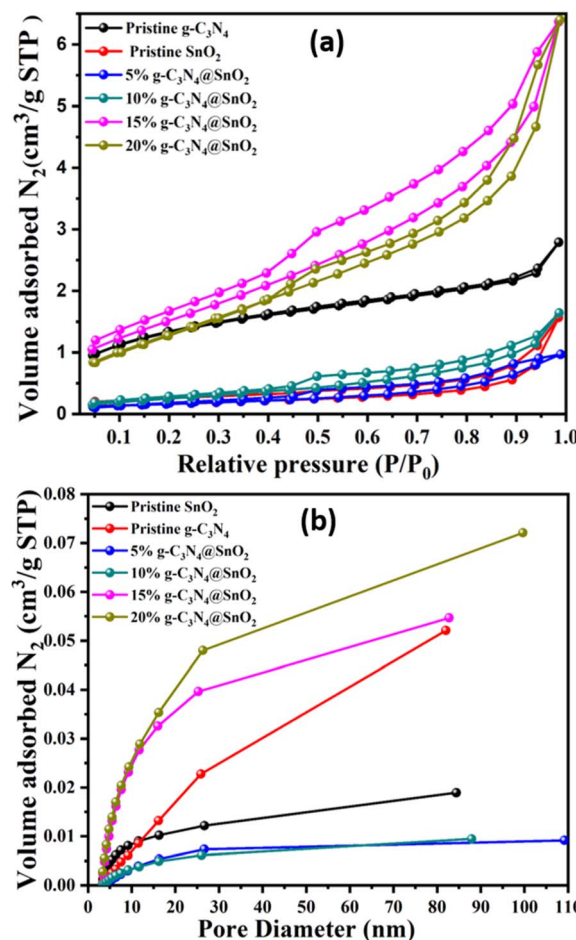 (a)
Pristine g-C₃N₄
Pristine SnO₂
5% g-C₃N₄@SnO₂
10% g-C₃N₄@SnO₂
15% g-C₃N₄@SnO₂
20% g-C₃N₄@SnO₂
Volume adsorbed N₂(cm³/g STP)
6
5
4
3
2
1
0
0.1 0.2 0.3 0.4 0.5 0.6 0.7 0.8 0.9 1.0
Relative pressure (P/P₀)
(b)
Pristine SnO₂
Pristine g-C₃N₄
5% g-C₃N₄@SnO₂
10% g-C₃N₄@SnO₂
15% g-C₃N₄@SnO₂
20% g-C₃N₄@SnO₂
Volume adsorbed N₂ (cm³/g STP)
0.08
0.07
0.06
0.05
0.04
0.03
0.02
0.01
0.00
0 10 20 30 40 50 60 70 80 90 100 110
Pore Diameter (nm)